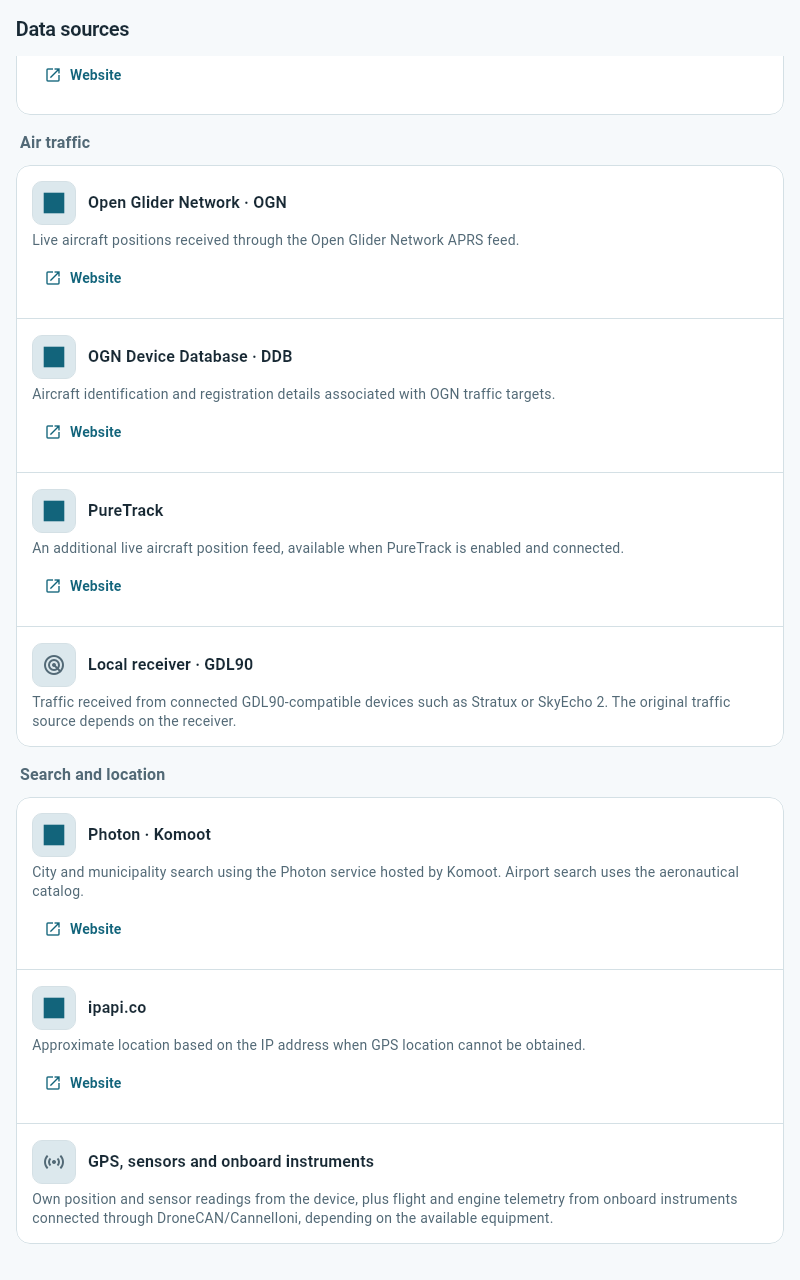 Data sources
Website
Air traffic
Open Glider Network · OGN
Live aircraft positions received through the Open Glider Network APRS feed.
Website
OGN Device Database · DDB
Aircraft identification and registration details associated with OGN traffic targets.
Website
PureTrack
An additional live aircraft position feed, available when PureTrack is enabled and connected.
Website
Local receiver · GDL90
Traffic received from connected GDL90-compatible devices such as Stratux or SkyEcho 2. The original traffic
source depends on the receiver.
Search and location
Photon · Komoot
City and municipality search using the Photon service hosted by Komoot. Airport search uses the aeronautical
catalog.
Website
ipapi.co
Approximate location based on the IP address when GPS location cannot be obtained.
Website
GPS, sensors and onboard instruments
Own position and sensor readings from the device, plus flight and engine telemetry from onboard instruments
connected through DroneCAN/Cannelloni, depending on the available equipment.